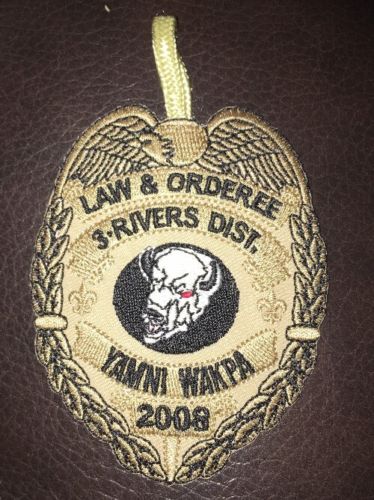 LAW & ORDEREE
3-RIVERS DIST.
YAMNI WAKPA
2008